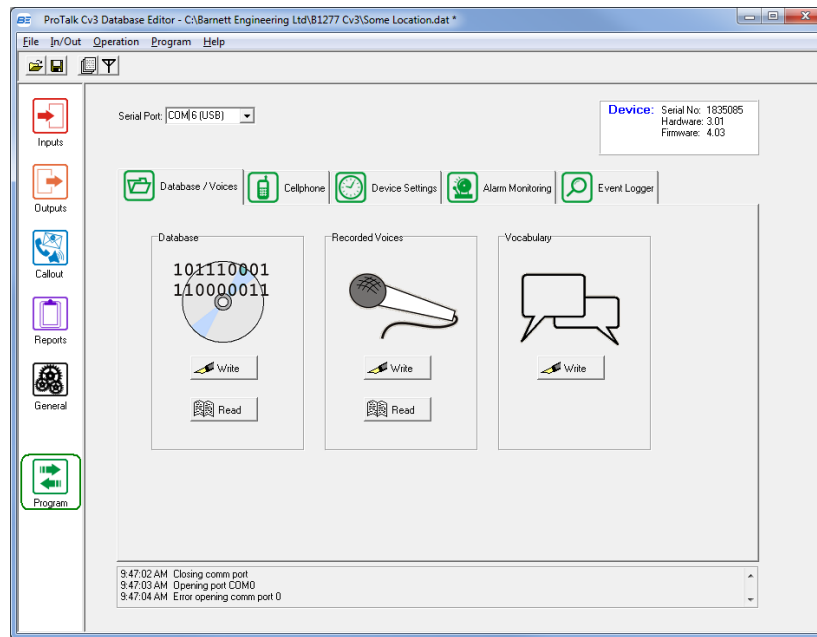 BE ProTalk Cv3 Database Editor - C:\Barnett Engineering Ltd\B1277 Cv3\Some Location.dat *
File In/Out Operation Program Help
Inputs
Outputs
Callout
Reports
General
Program
Serial Port: COM 6 (USB)
Device: Serial No: 1835085
Hardware: 3.01
Firmware: 4.03
Database / Voices Cellphone Device Settings Alarm Monitoring Event Logger
Database Recorded Voices Vocabulary
101110001
110000011
Write Write Write
Read Read
9:47:02 AM Closing comm port
9:47:03 AM Opening port COM0
9:47:04 AM Error opening comm port 0